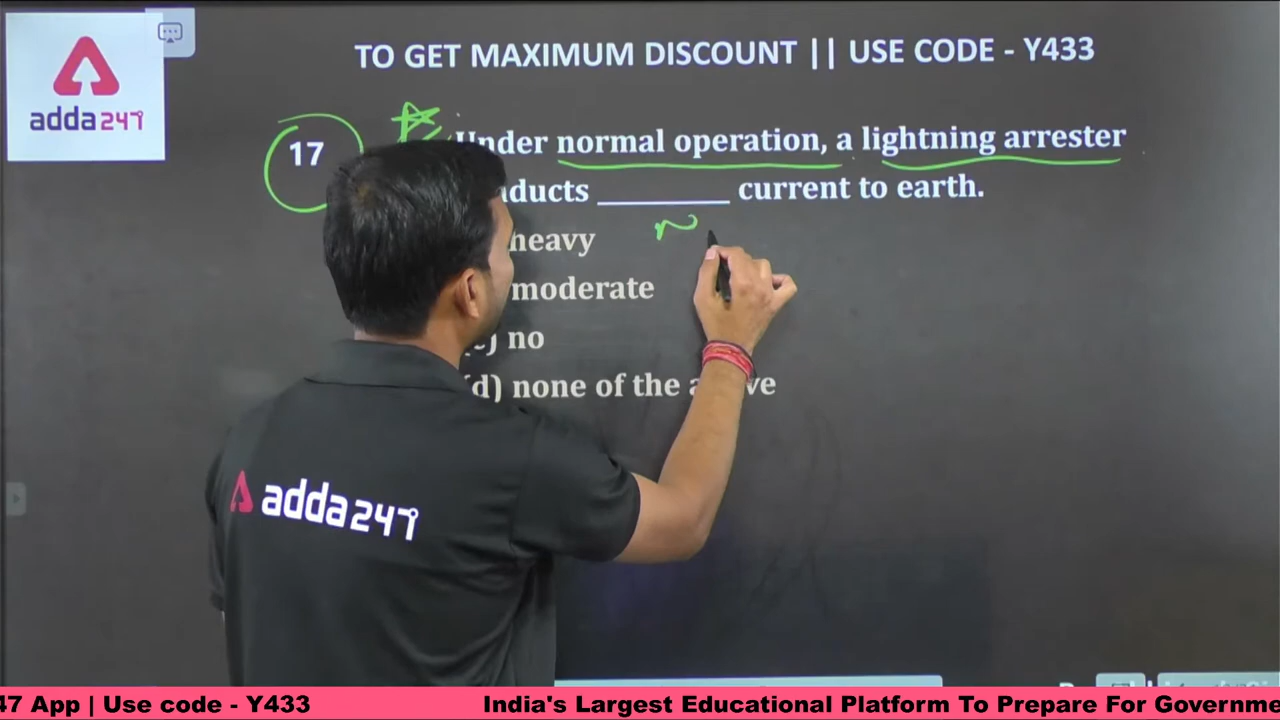 adda247
TO GET MAXIMUM DISCOUNT || USE CODE - Y433
17
Under normal operation, a lightning arrester
ducts ________ current to earth.
heavy
moderate
(c) no
(d) none of the a ve
adda247
47 App | Use code - Y433
India's Largest Educational Platform To Prepare For Governme